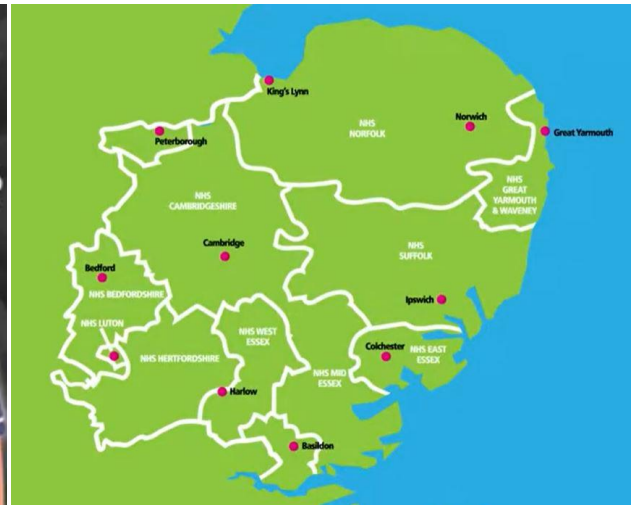 King's Lynn
NHS
NORFOLK
Norwich
Great Yarmouth
Peterborough
NHS
GREAT
YARMOUTH
& WAVENEY
NHS
CAMBRIDGESHIRE
Cambridge
NHS
SUFFOLK
Bedford
NHS BEDFORDSHIRE
Ipswich
NHS LUTON
NHS HERTFORDSHIRE
NHS WEST
ESSEX
Colchester
NHS EAST
ESSEX
NHS MID
ESSEX
Harlow
Basildon